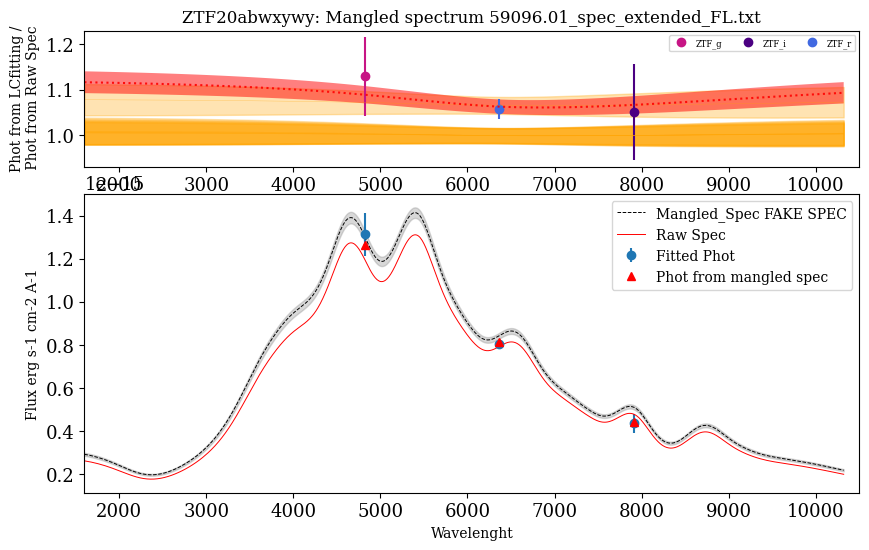 ZTF20abwxywy: Mangled spectrum 59096.01_spec_extended_FL.txt
Phot from LCfitting /
Phot from Raw Spec
1.2
1.1
1.0
ZTF_g
ZTF_i
ZTF_r
2000 3000 4000 5000 6000 7000 8000 9000 10000
1e−15
Flux erg s-1 cm-2 A-1
1.4
1.2
1.0
0.8
0.6
0.4
0.2
Mangled_Spec FAKE SPEC
Raw Spec
Fitted Phot
Phot from mangled spec
2000 3000 4000 5000 6000 7000 8000 9000 10000
Wavelenght